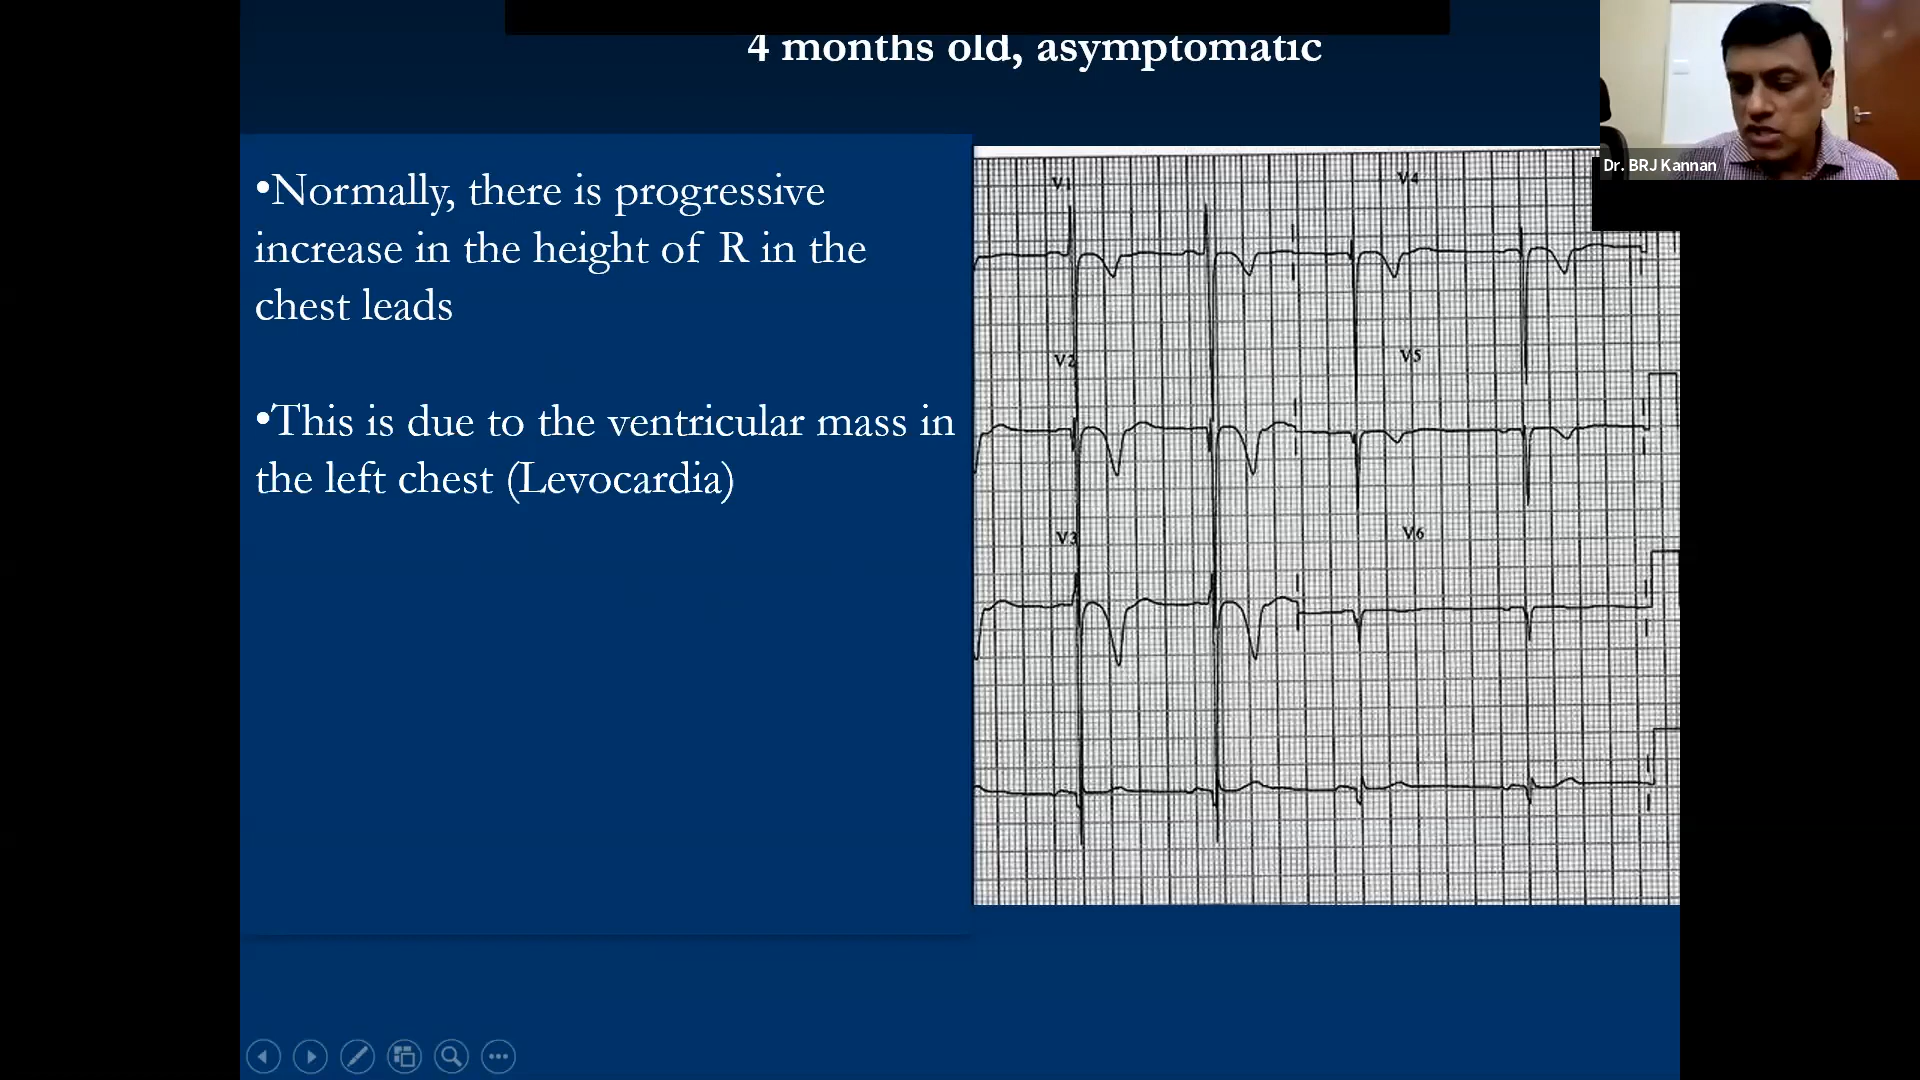 4 months old, asymptomatic
Dr. BRJ Kannan
•Normally, there is progressive
increase in the height of R in the
chest leads
•This is due to the ventricular mass in
the left chest (Levocardia)
V1
V4
V2
V5
V3
V6